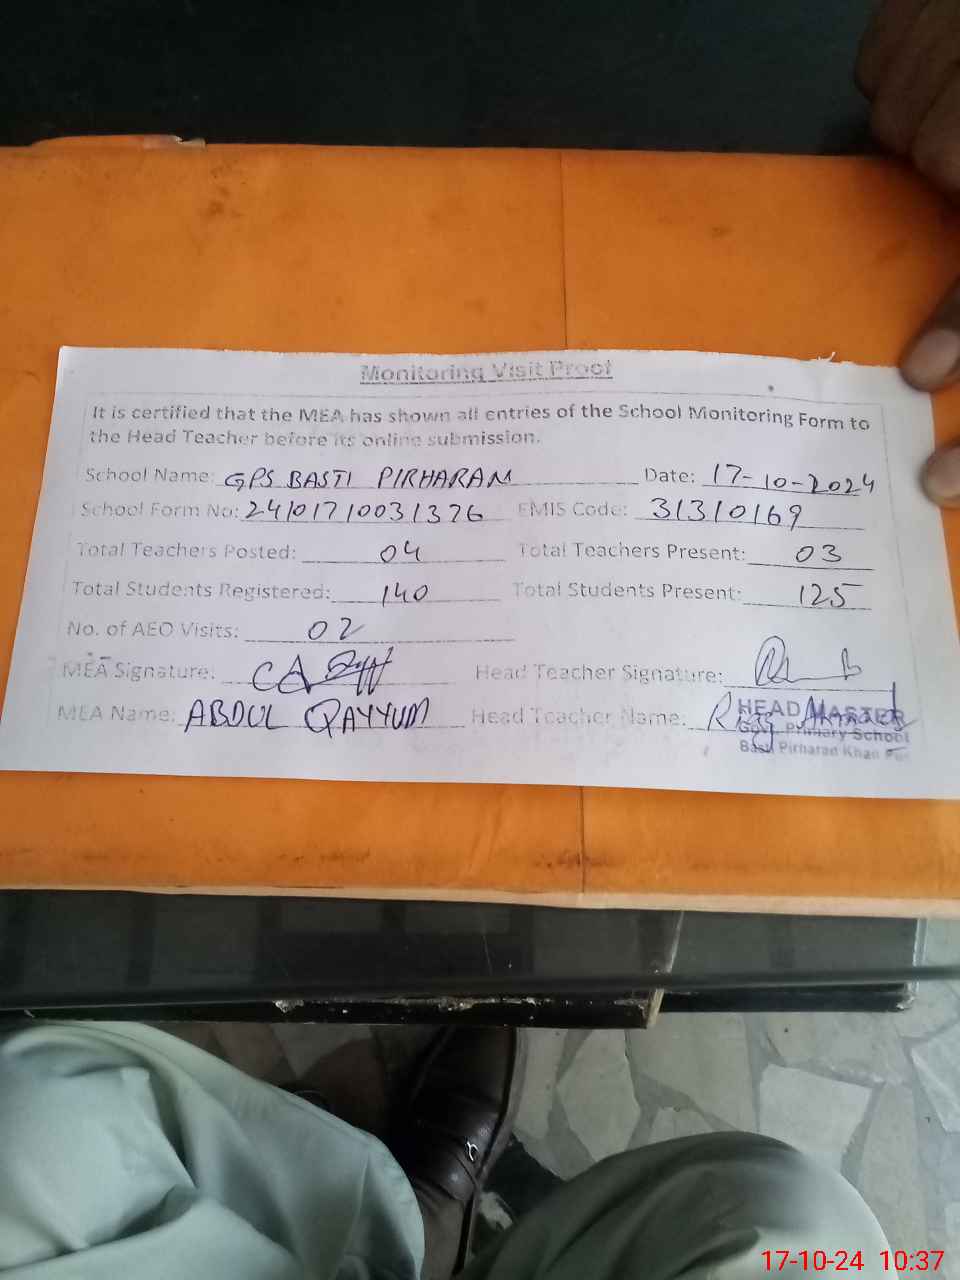 Monitoring Visit Proof
It is certified that the MEA has shown all entries of the School Monitoring Form to
the Head Teacher before its online submission.
School Name: GPS BASTI PIRHARAM Date: 17-10-2024
School Form No: 24101710031376 EMIS Code: 31310169
Total Teachers Posted: 04 Total Teachers Present: 03
Total Students Registered: 140 Total Students Present: 125
No. of AEO Visits: 02
MEA Signature: Head Teacher Signature:
MEA Name: ABDUL QAYYUM Head Teacher Name:
HEAD MASTER
Govt. Primary School
Basti Pirharan Khan
17-10-24 10:37